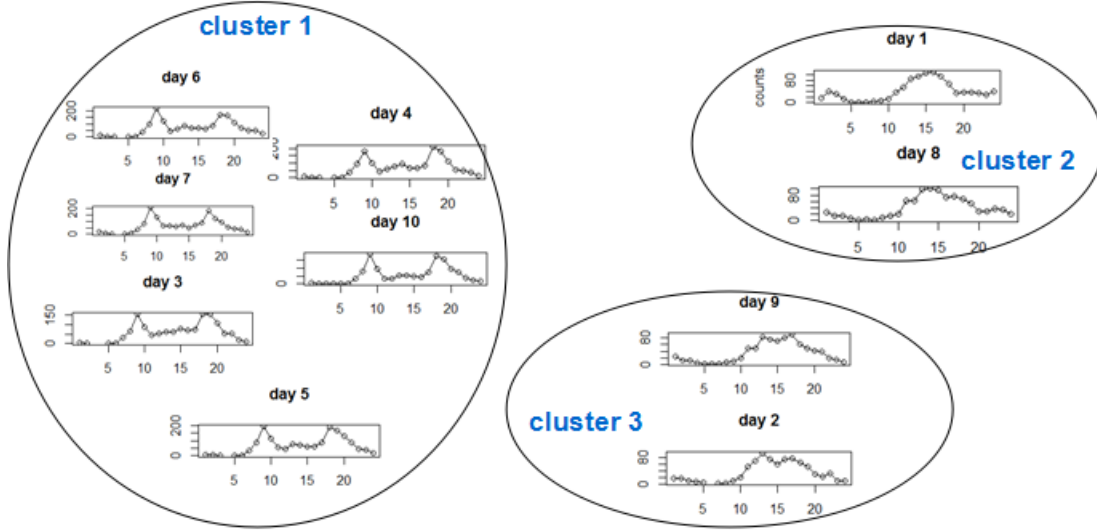 cluster 1
day 6
200
0
5 10 15 20
day 4
200
0
5 10 15 20
day 7
200
0
5 10 15 20
day 10
0
5 10 15 20
day 3
150
0
5 10 15 20
day 5
200
0
5 10 15 20
day 1
counts
80
0
5 10 15 20
cluster 2
day 8
80
0
5 10 15 20
day 9
80
0
5 10 15 20
cluster 3
day 2
80
0
5 10 15 20